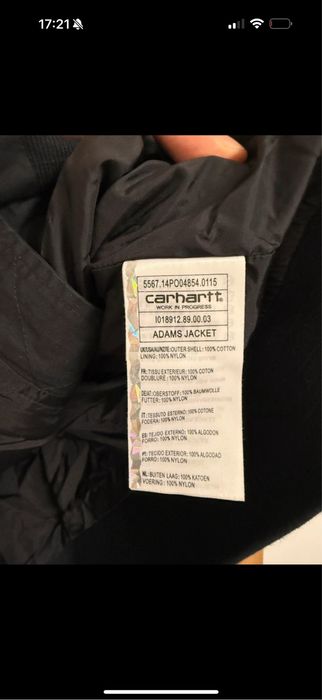 17:21
5567.14PO04854.0115
carhartt
WORK IN PROGRESS
I018912.89.00.03
ADAMS JACKET
OUTER SHELL: 100% COTTON
LINING: 100% NYLON
FR: TISSU EXTERIEUR: 100% COTON
DOUBLURE: 100% NYLON
OBERSTOFF: 100% BAUMWOLLE
FUTTER: 100% NYLON
IT: TESSUTO ESTERNO: 100% COTONE
FODERA: 100% NYLON
ES: TEJIDO EXTERNO: 100% ALGODON
FORRO: 100% NYLON
PT: TECIDO EXTERIOR: 100% ALGODAO
FORRO: 100% NYLON
NL: BUITEN LAAG: 100% KATOEN
VOERING: 100% NYLON